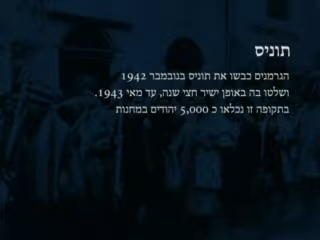 תוניס
הגרמנים כבשו את תוניס בנובמבר 1942
ושלטו בה באופן ישיר חצי שנה, עד מאי 1943.
בתקופה זו נכלאו כ 5,000 יהודים במחנות